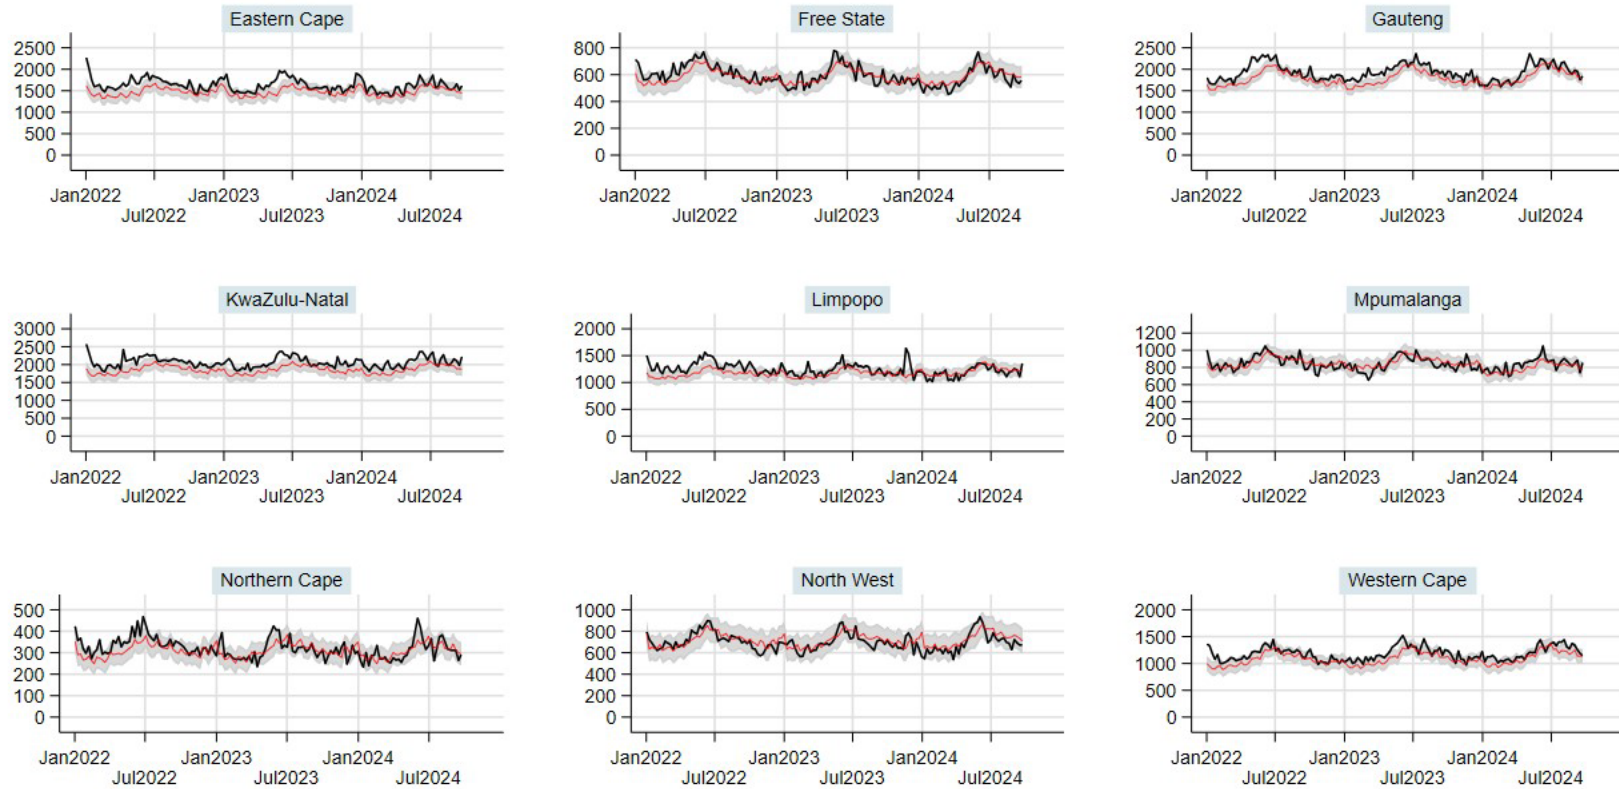 Eastern Cape
2500
2000
1500
1000
500
0
Jan2022 Jan2023 Jan2024
Jul2022 Jul2023 Jul2024
Free State
800
600
400
200
0
Jan2022 Jan2023 Jan2024
Jul2022 Jul2023 Jul2024
Gauteng
2500
2000
1500
1000
500
0
Jan2022 Jan2023 Jan2024
Jul2022 Jul2023 Jul2024
KwaZulu-Natal
3000
2500
2000
1500
1000
500
0
Jan2022 Jan2023 Jan2024
Jul2022 Jul2023 Jul2024
Limpopo
2000
1500
1000
500
0
Jan2022 Jan2023 Jan2024
Jul2022 Jul2023 Jul2024
Mpumalanga
1200
1000
800
600
400
200
0
Jan2022 Jan2023 Jan2024
Jul2022 Jul2023 Jul2024
Northern Cape
500
400
300
200
100
0
Jan2022 Jan2023 Jan2024
Jul2022 Jul2023 Jul2024
North West
1000
800
600
400
200
0
Jan2022 Jan2023 Jan2024
Jul2022 Jul2023 Jul2024
Western Cape
2000
1500
1000
500
0
Jan2022 Jan2023 Jan2024
Jul2022 Jul2023 Jul2024